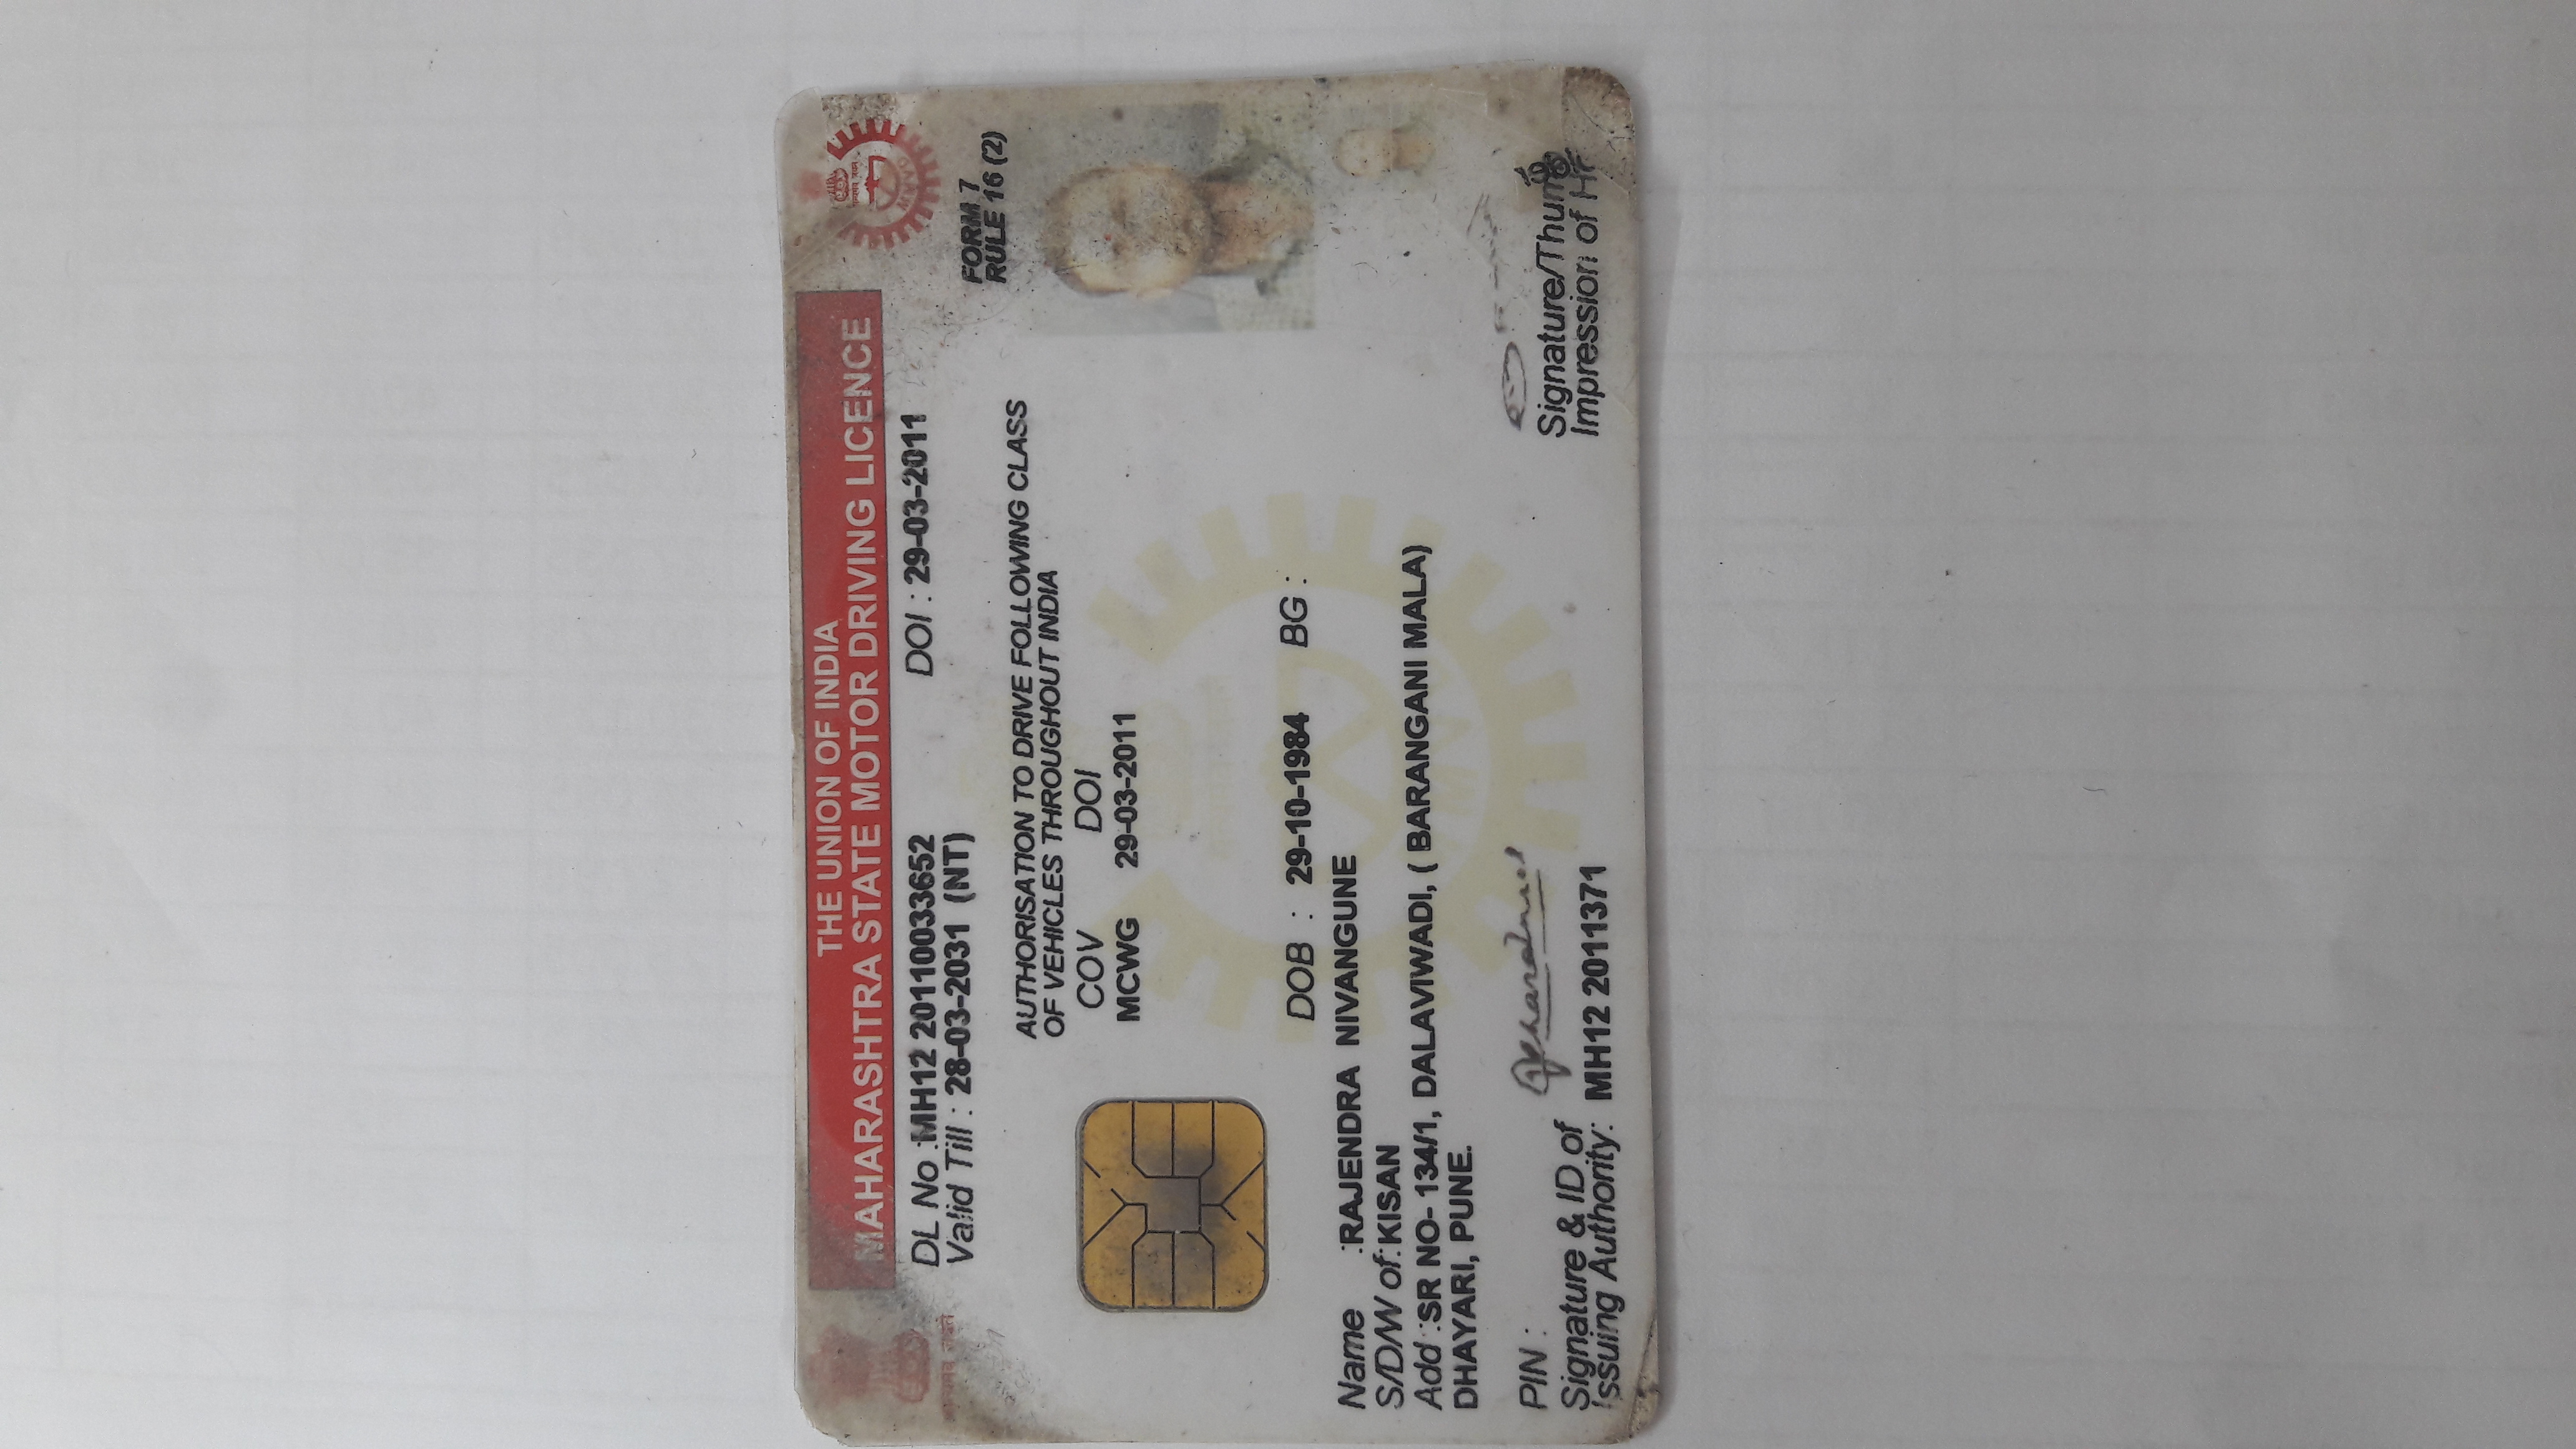 THE UNION OF INDIA
MAHARASHTRA STATE MOTOR DRIVING LICENCE
DL No :MH12 20110033652 DOI : 29-03-2011
Valid Till : 28-03-2031 (NT)
FORM 7
RULE 16 (2)
AUTHORISATION TO DRIVE FOLLOWING CLASS
OF VEHICLES THROUGHOUT INDIA
COV DOI
MCWG 29-03-2011
DOB : 29-10-1984 BG :
Name :RAJENDRA NIVANGUNE
S/D/W of:KISAN
Add :SR NO- 134/1, DALAVIWADI, ( BARANGANI MALA)
DHAYARI, PUNE.
PIN :
Signature & ID of
Issuing Authority: MH12 2011371
Signature/Thumb
Impression of